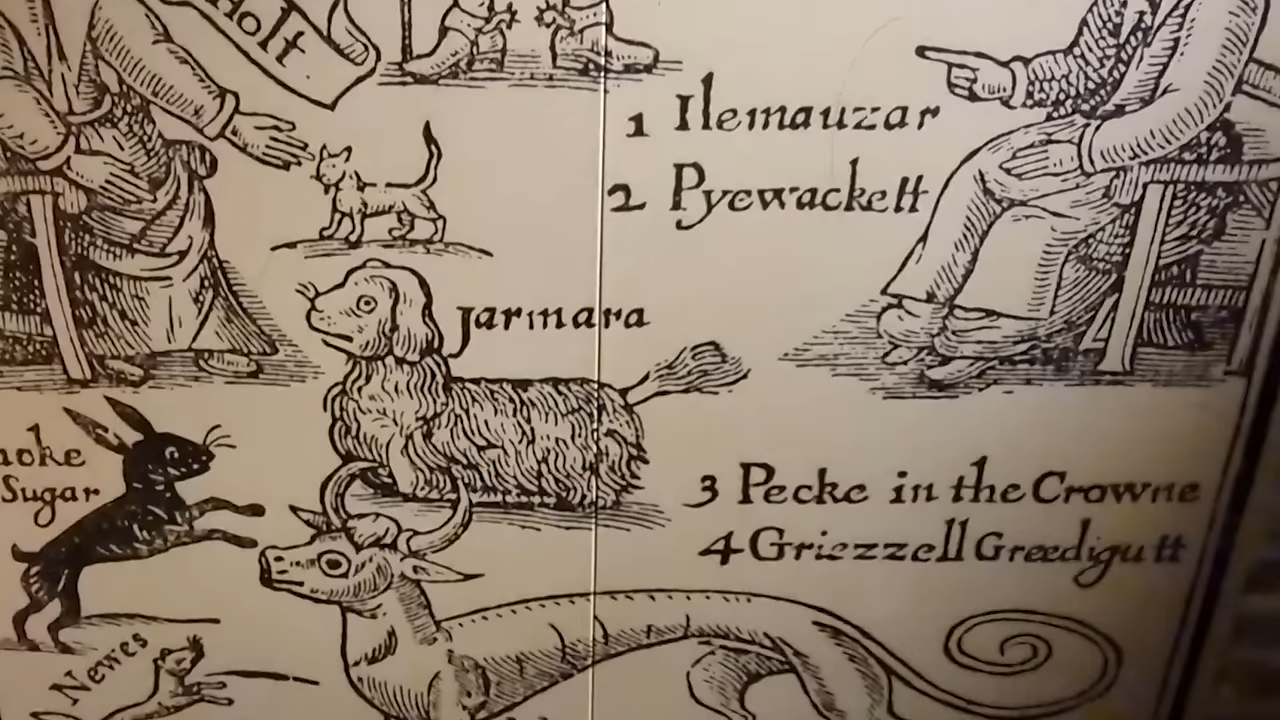 Holt
1 Ilemauzar
2 Pyewackett
Jarmara
Sugar
3 Pecke in the Crowne
4 Griezzell Greedigutt
Newes